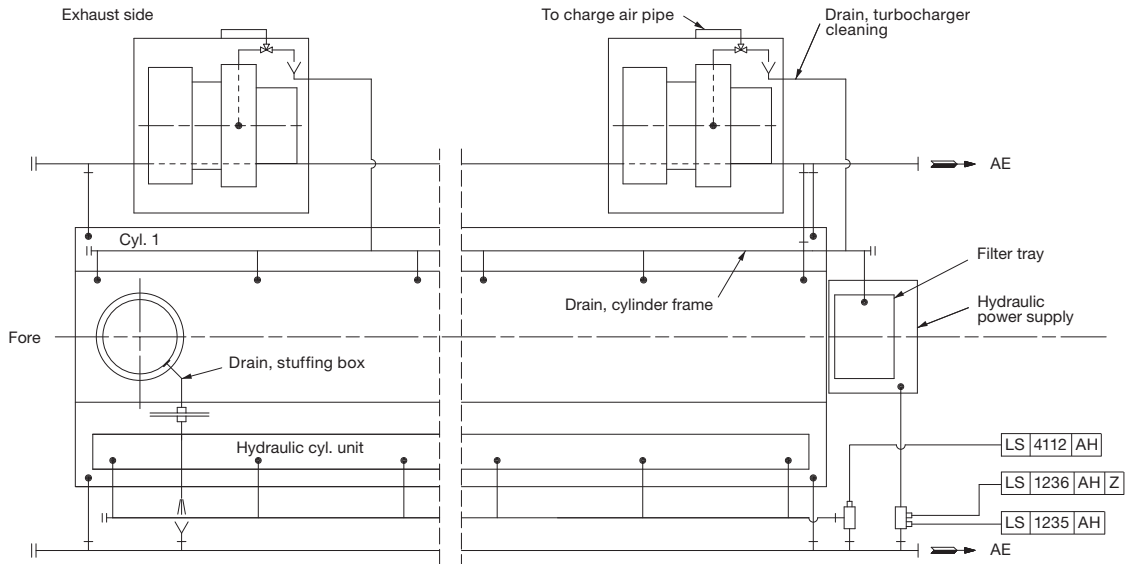 Exhaust side
To charge air pipe
Drain, turbocharger
cleaning
AE
Cyl. 1
Filter tray
Drain, cylinder frame
Hydraulic
power supply
Fore
Drain, stuffing box
Hydraulic cyl. unit
LS 4112 AH
LS 1236 AH Z
LS 1235 AH
AE